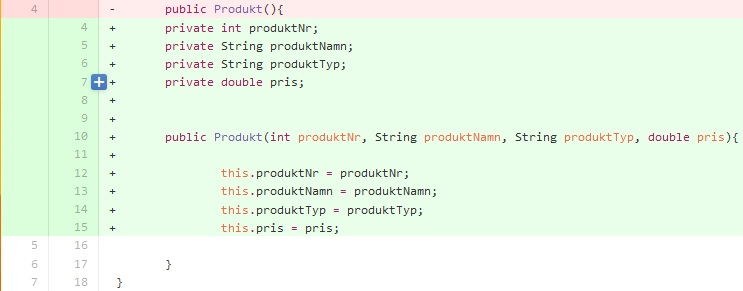 4 - public Produkt(){
4 + private int produktNr;
5 + private String produktNamn;
6 + private String produktTyp;
7 + + private double pris;
8 +
9 +
10 + public Produkt(int produktNr, String produktNamn, String produktTyp, double pris){
11 +
12 + this.produktNr = produktNr;
13 + this.produktNamn = produktNamn;
14 + this.produktTyp = produktTyp;
15 + this.pris = pris;
5 16
6 17 }
7 18 }